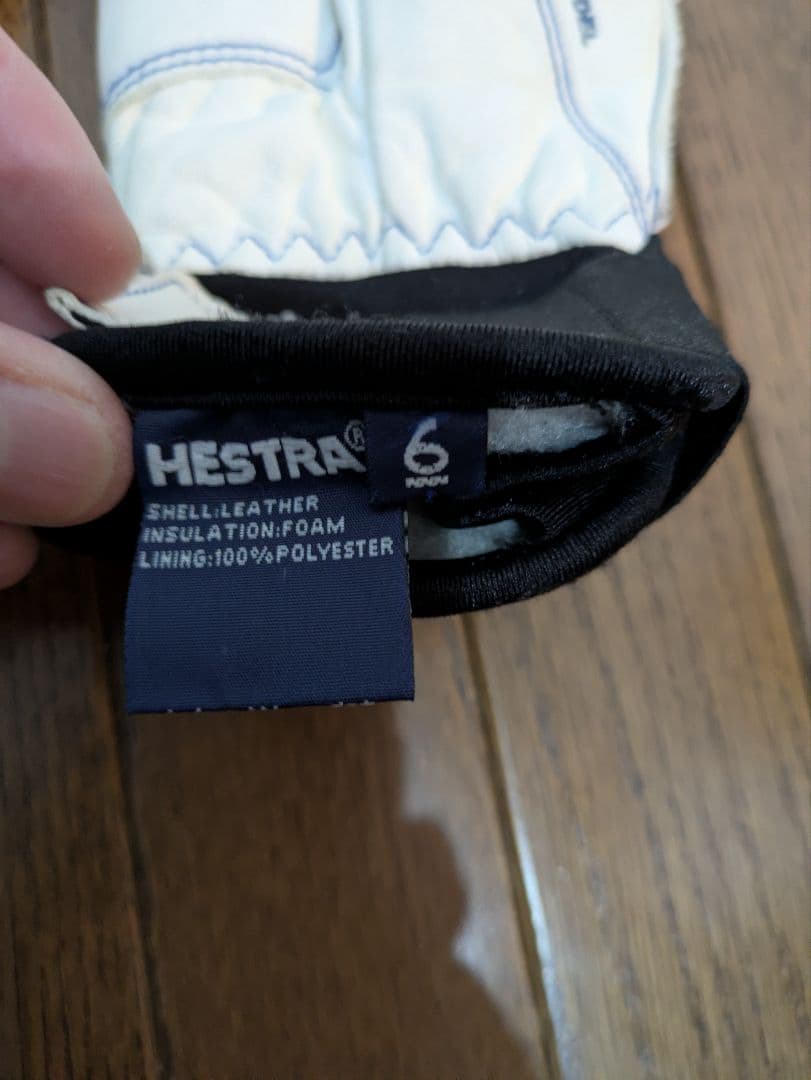 HESTRA®
6
SHELL:LEATHER
INSULATION:FOAM
LINING:100%POLYESTER